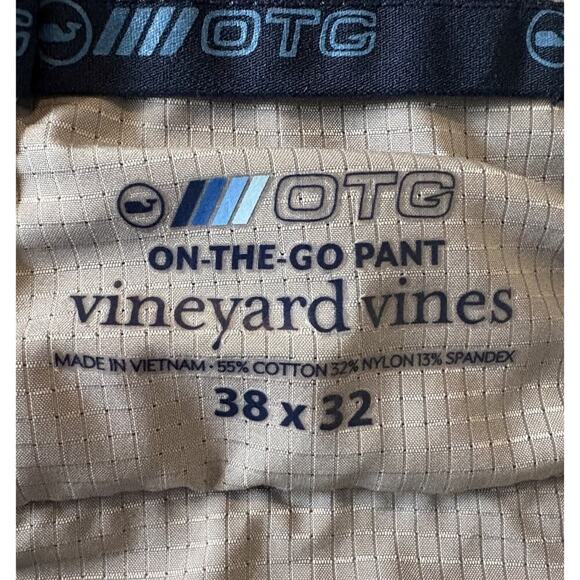 OTG
OTG
ON-THE-GO PANT
vineyard vines
MADE IN VIETNAM • 55% COTTON 32% NYLON 13% SPANDEX
38 x 32